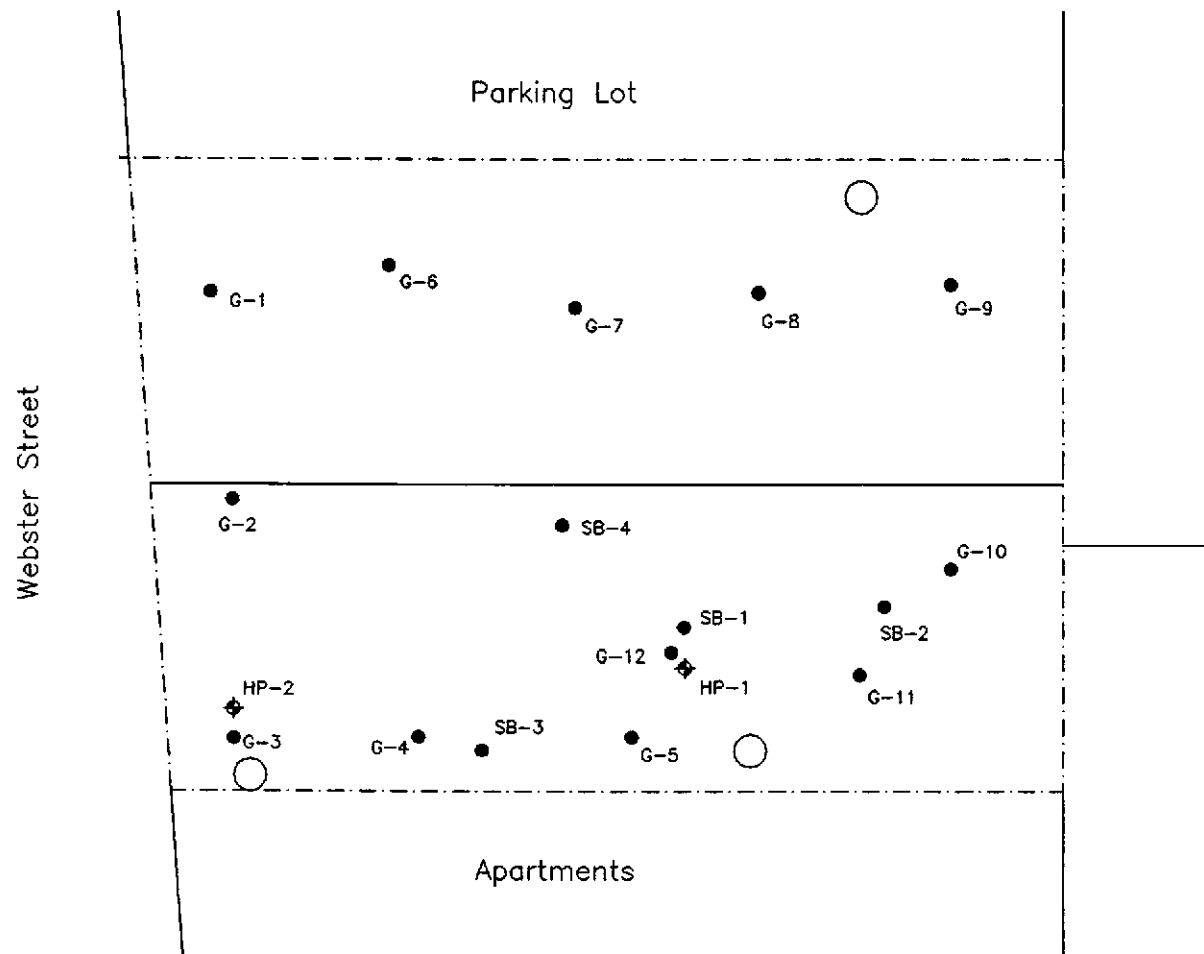 Parking Lot
G-1
G-6
G-7
G-8
G-9
Webster Street
G-2
SB-4
G-10
SB-1
SB-2
G-12
HP-1
G-11
HP-2
G-3
G-4
SB-3
G-5
Apartments